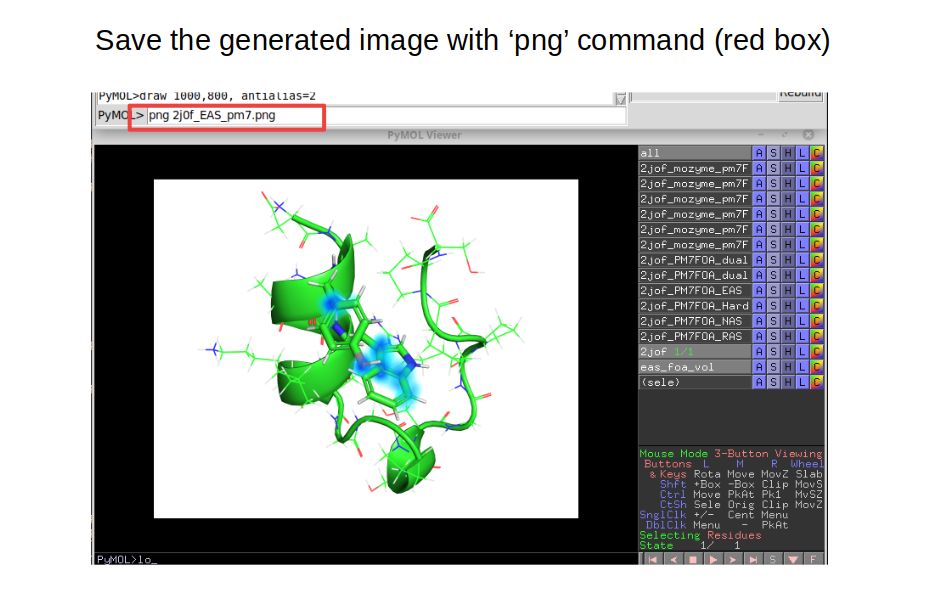 Save the generated image with ‘png’ command (red box)
PyMOL>draw 1000,800, antialias=2
Rebuild
PyMOL> png 2j0f_EAS_pm7.png
PyMOL Viewer
all A S H L C
2jof_mozyme_pm7F A S H L C
2jof_mozyme_pm7F A S H L C
2jof_mozyme_pm7F A S H L C
2jof_mozyme_pm7F A S H L C
2jof_mozyme_pm7F A S H L C
2jof_mozyme_pm7F A S H L C
2jof_PM7FOA_dual A S H L C
2jof_PM7FOA_dual A S H L C
2jof_PM7FOA_EAS A S H L C
2jof_PM7FOA_Hard A S H L C
2jof_PM7FOA_NAS A S H L C
2jof_PM7FOA_RAS A S H L C
2jof 1/1 A S H L C
eas_foa_vol A S H L C
(sele) A S H L C
Mouse Mode 3-Button Viewing
Buttons L M R Wheel
& Keys Rota Move MovZ Slab
Shft +Box -Box Clip MovS
Ctrl Move PkAt Pk1 MvSZ
CtSh Sele Orig Clip MovZ
SnglClk +/- Cent Menu
DblClk Menu - PkAt
Selecting Residues
State 1/ 1
PyMOL>lo_
S F